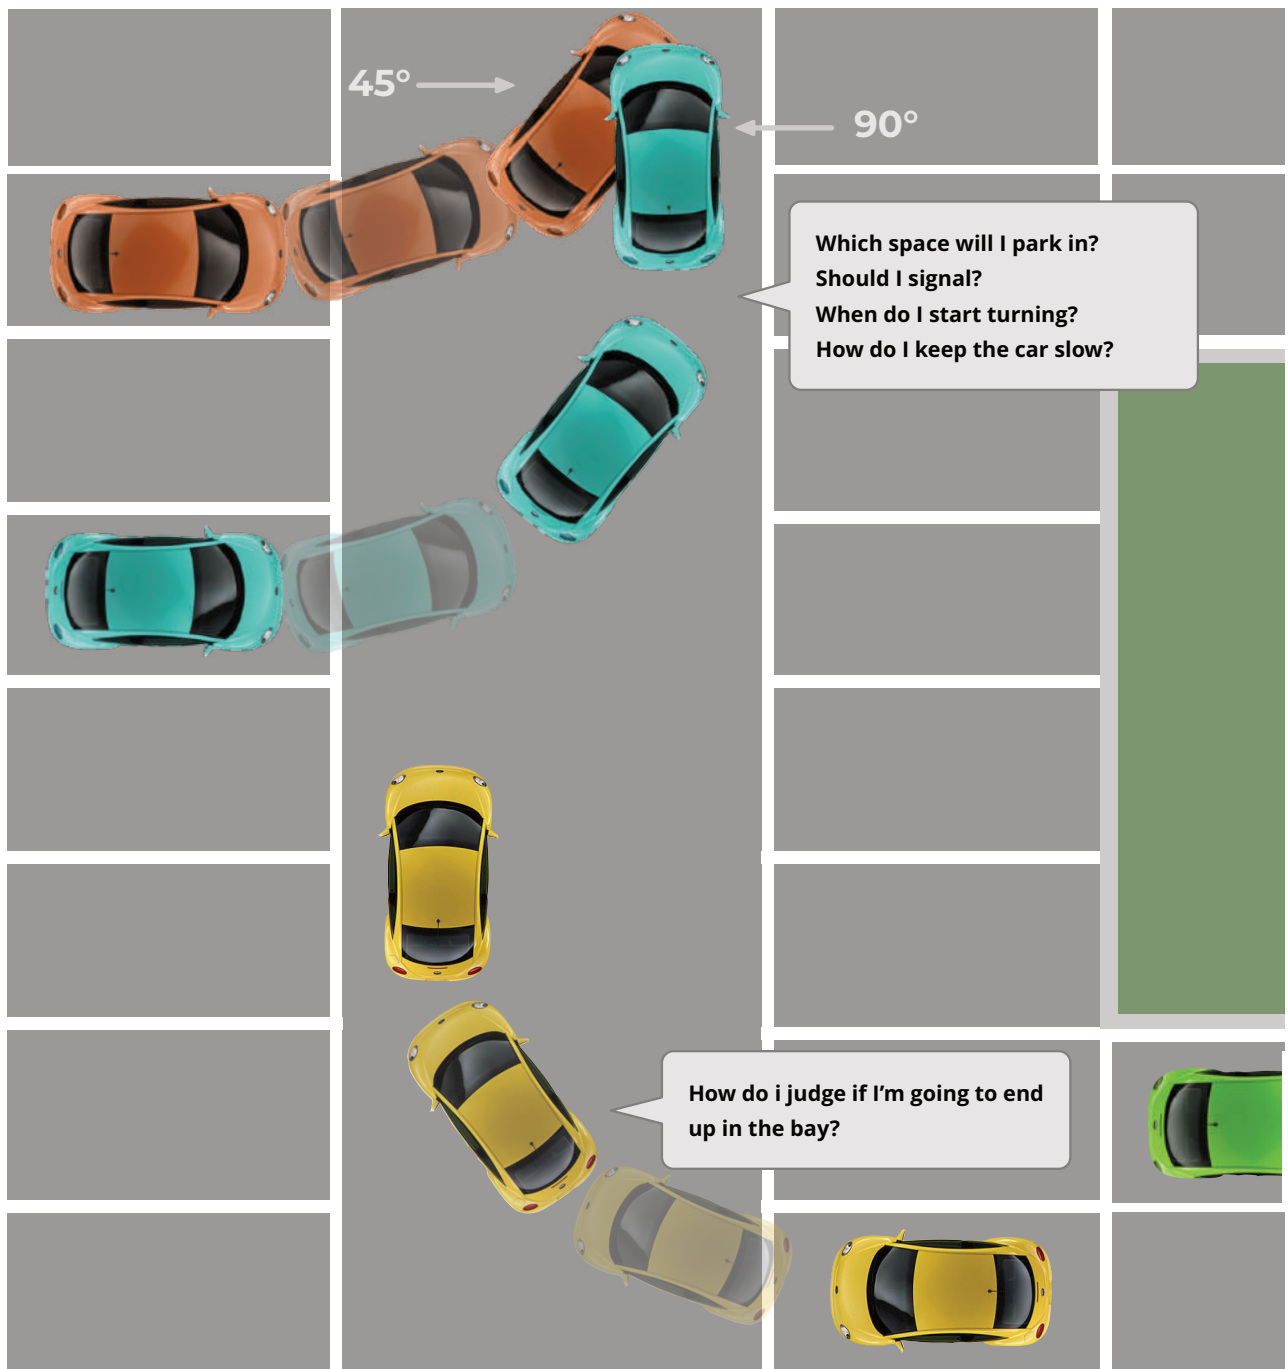 45°
90°
Which space will I park in?
Should I signal?
When do I start turning?
How do I keep the car slow?
How do i judge if I’m going to end
up in the bay?